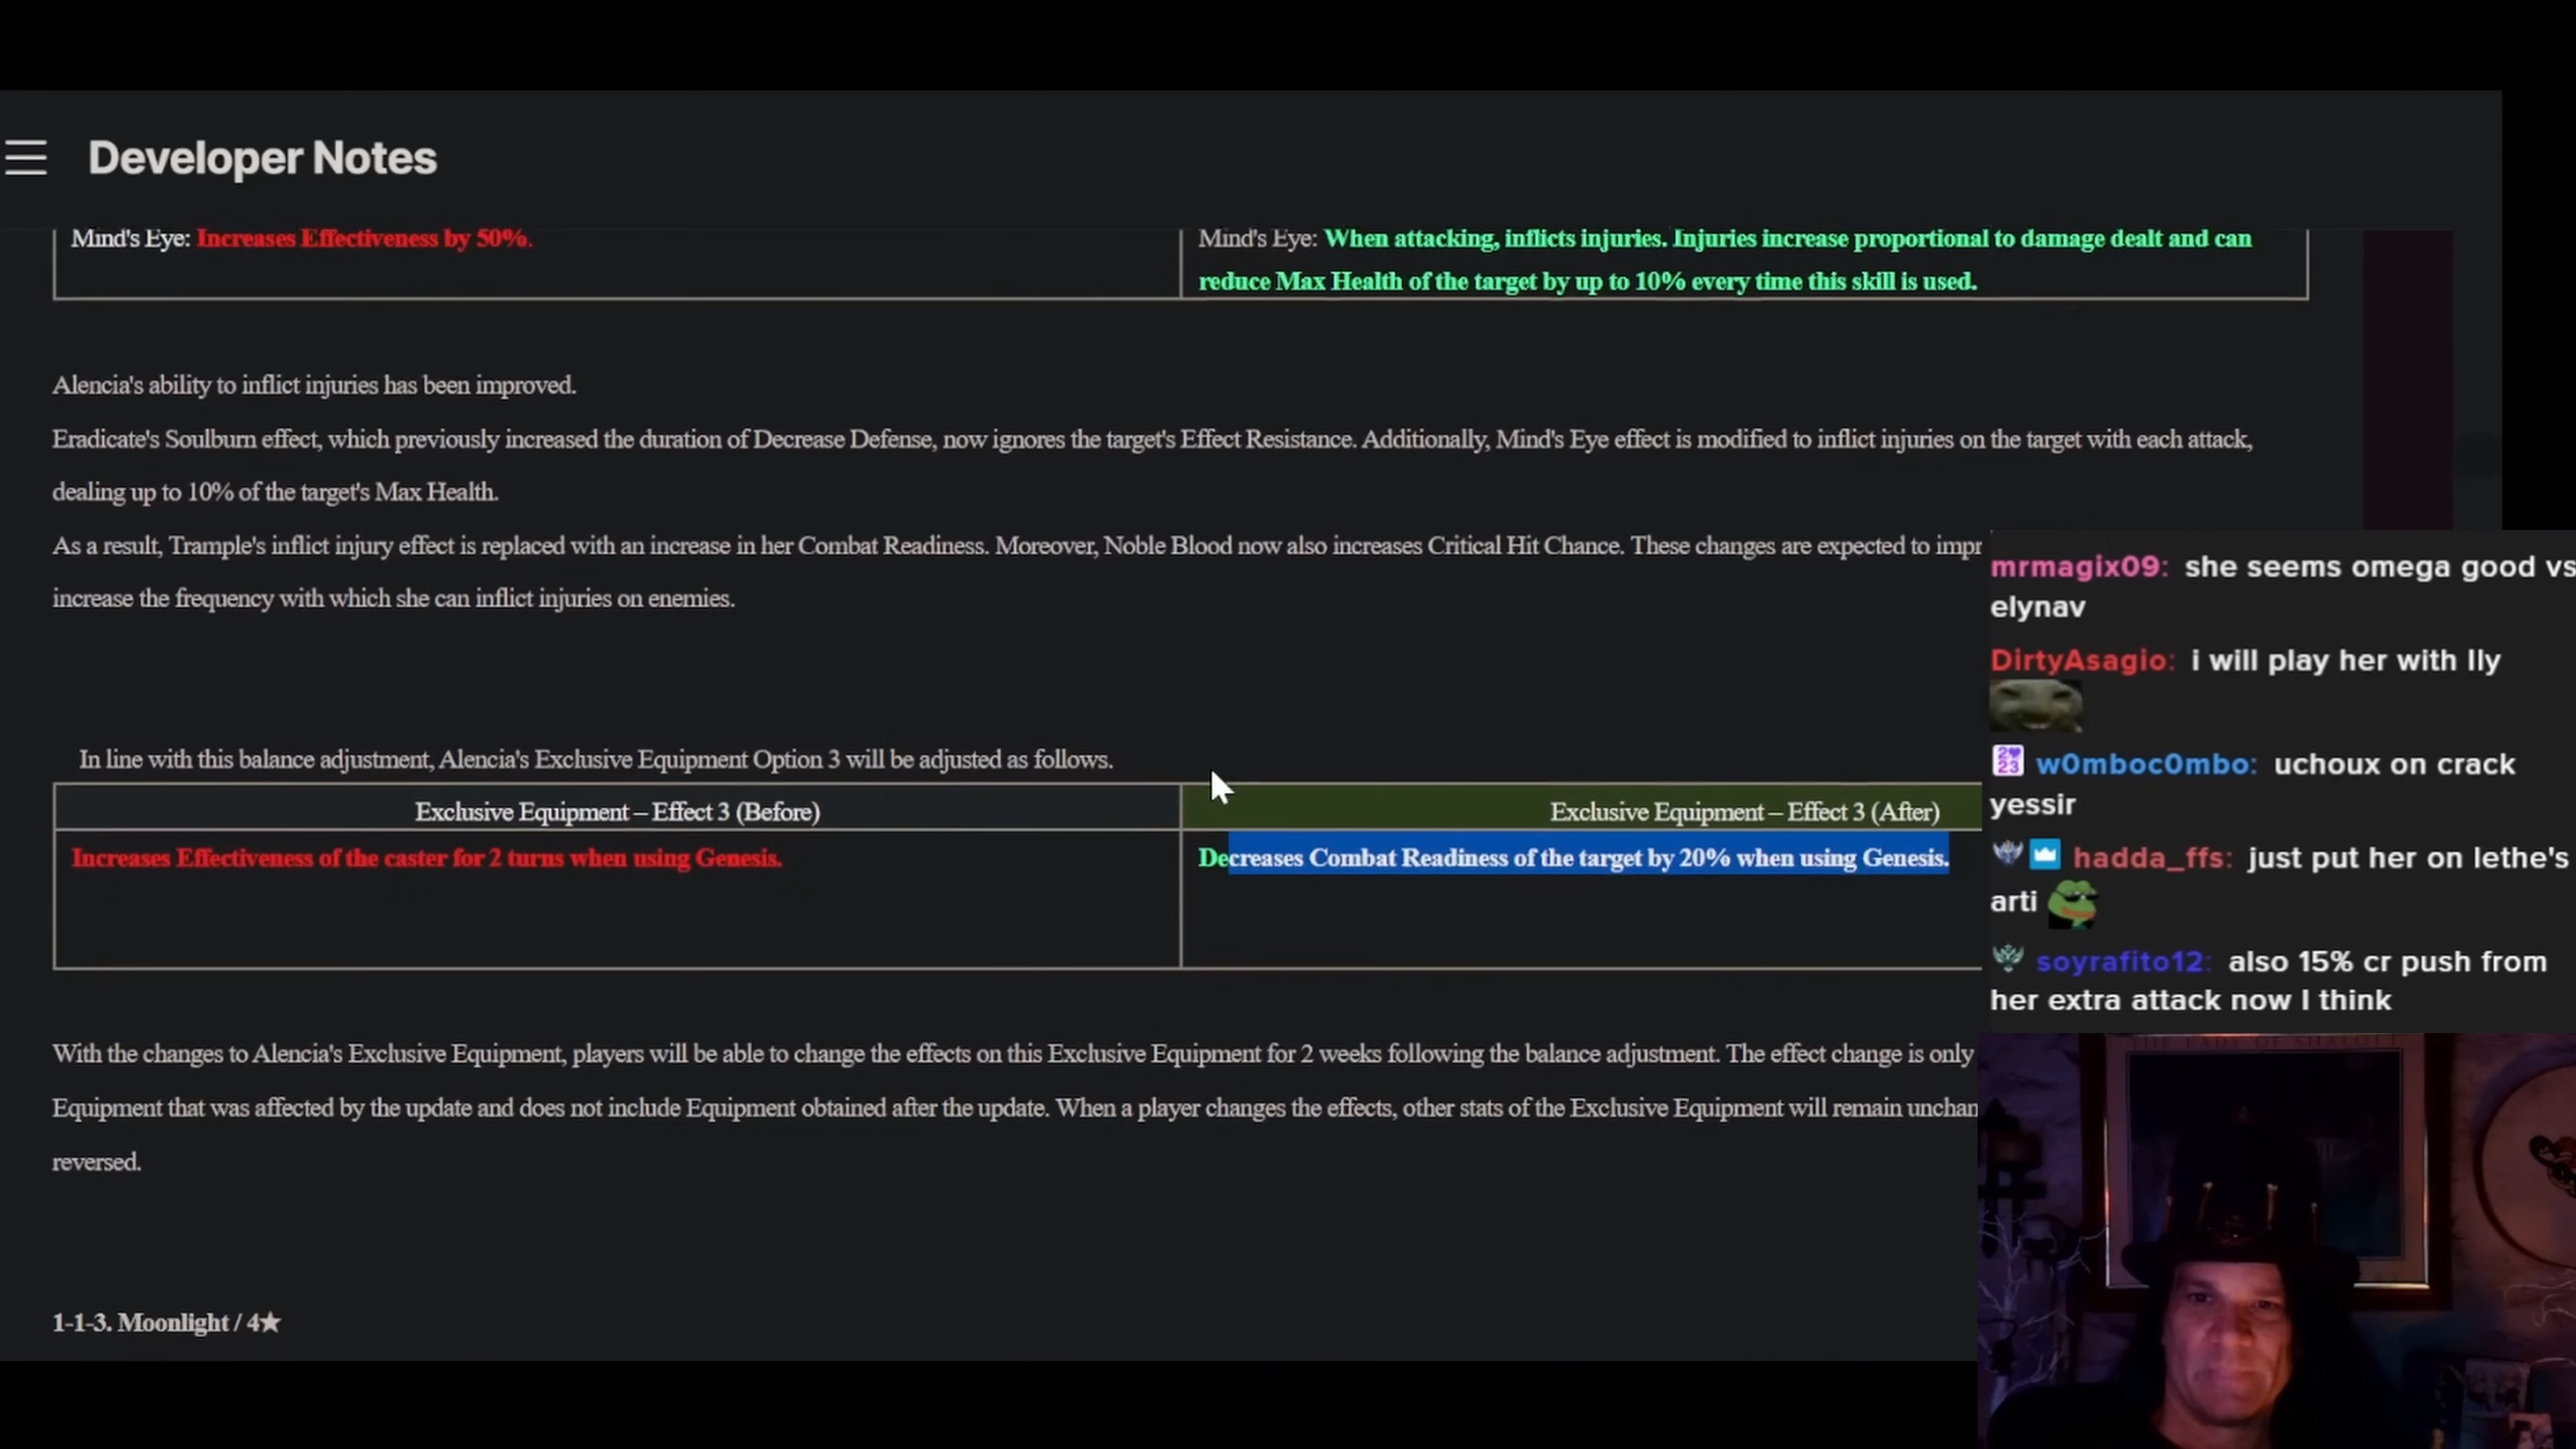 Developer Notes
Mind's Eye: Increases Effectiveness by 50%.
Mind's Eye: When attacking, inflicts injuries. Injuries increase proportional to damage dealt and can
reduce Max Health of the target by up to 10% every time this skill is used.
Alencia's ability to inflict injuries has been improved.
Eradicate's Soulburn effect, which previously increased the duration of Decrease Defense, now ignores the target's Effect Resistance. Additionally, Mind's Eye effect is modified to inflict injuries on the target with each attack,
dealing up to 10% of the target's Max Health.
As a result, Trample's inflict injury effect is replaced with an increase in her Combat Readiness. Moreover, Noble Blood now also increases Critical Hit Chance. These changes are expected to impr
increase the frequency with which she can inflict injuries on enemies.
In line with this balance adjustment, Alencia's Exclusive Equipment Option 3 will be adjusted as follows.
Exclusive Equipment – Effect 3 (Before)
Exclusive Equipment – Effect 3 (After)
Increases Effectiveness of the caster for 2 turns when using Genesis.
Decreases Combat Readiness of the target by 20% when using Genesis.
With the changes to Alencia's Exclusive Equipment, players will be able to change the effects on this Exclusive Equipment for 2 weeks following the balance adjustment. The effect change is only
Equipment that was affected by the update and does not include Equipment obtained after the update. When a player changes the effects, other stats of the Exclusive Equipment will remain unchan
reversed.
1-1-3. Moonlight / 4★
mrmagix09: she seems omega good vs
elynav
DirtyAsagio: i will play her with lly
2♥
23
w0mboc0mbo: uchoux on crack
yessir
hadda_ffs: just put her on lethe's
arti
soyrafito12: also 15% cr push from
her extra attack now I think
THE LADY OF SHALOTT